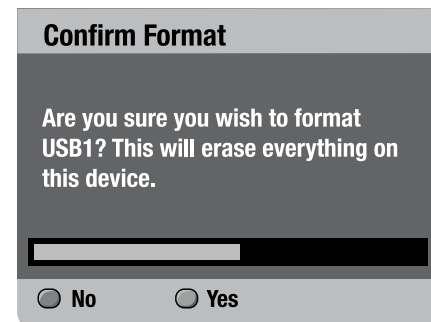 Confirm Format
Are you sure you wish to format
USB1? This will erase everything on
this device.
No Yes